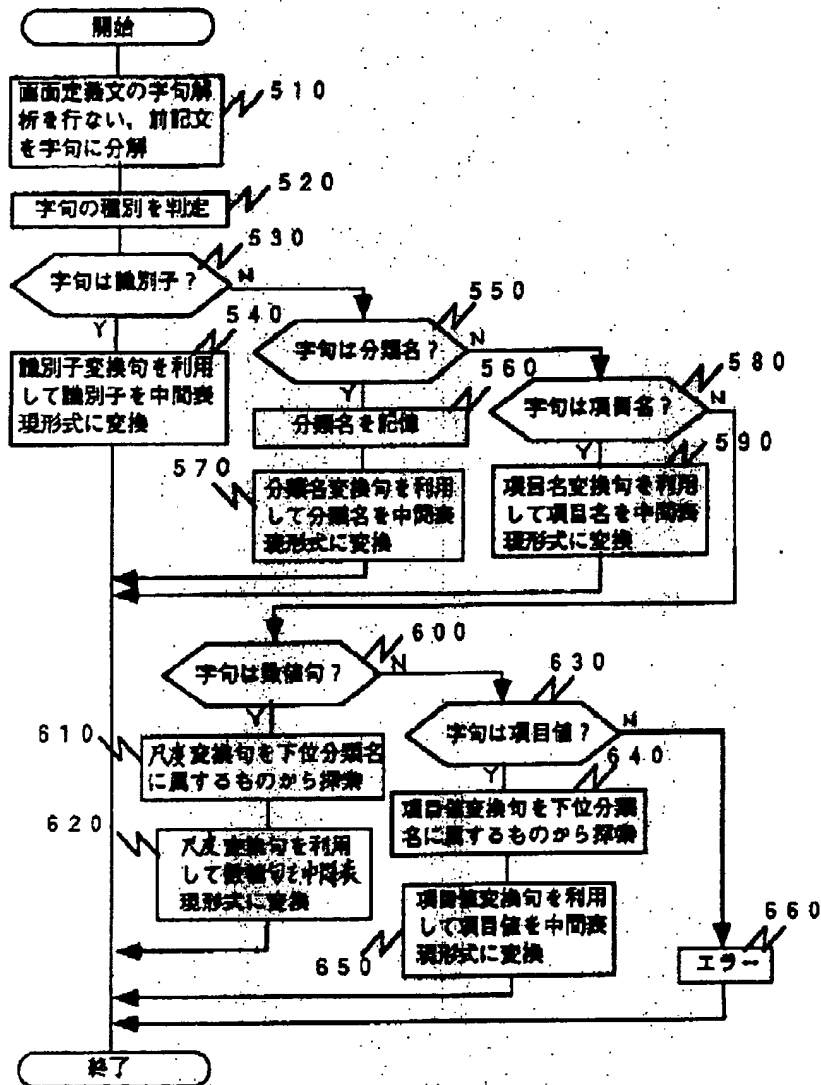 開始
画面定義文の字句解
析を行ない、前記文
を字句に分解
510
字句の種別を判定
520
字句は識別子？
530
N
Y
識別子変換句を利用
して識別子を中間表
現形式に変換
540
字句は分類名？
550
N
Y
分類名を記憶
560
分類名変換句を利用
して分類名を中間表
現形式に変換
570
字句は項目名？
580
N
Y
項目名変換句を利用
して項目名を中間表
現形式に変換
590
字句は数値句？
600
N
Y
尺度変換句を下位分類名
に属するものから探索
610
尺度変換句を利用
して数値句を中間表
現形式に変換
620
字句は項目値？
630
N
Y
項目値変換句を下位分類
名に属するものから探索
640
項目値変換句を利用
して項目値を中間表
現形式に変換
650
エラー
660
終了